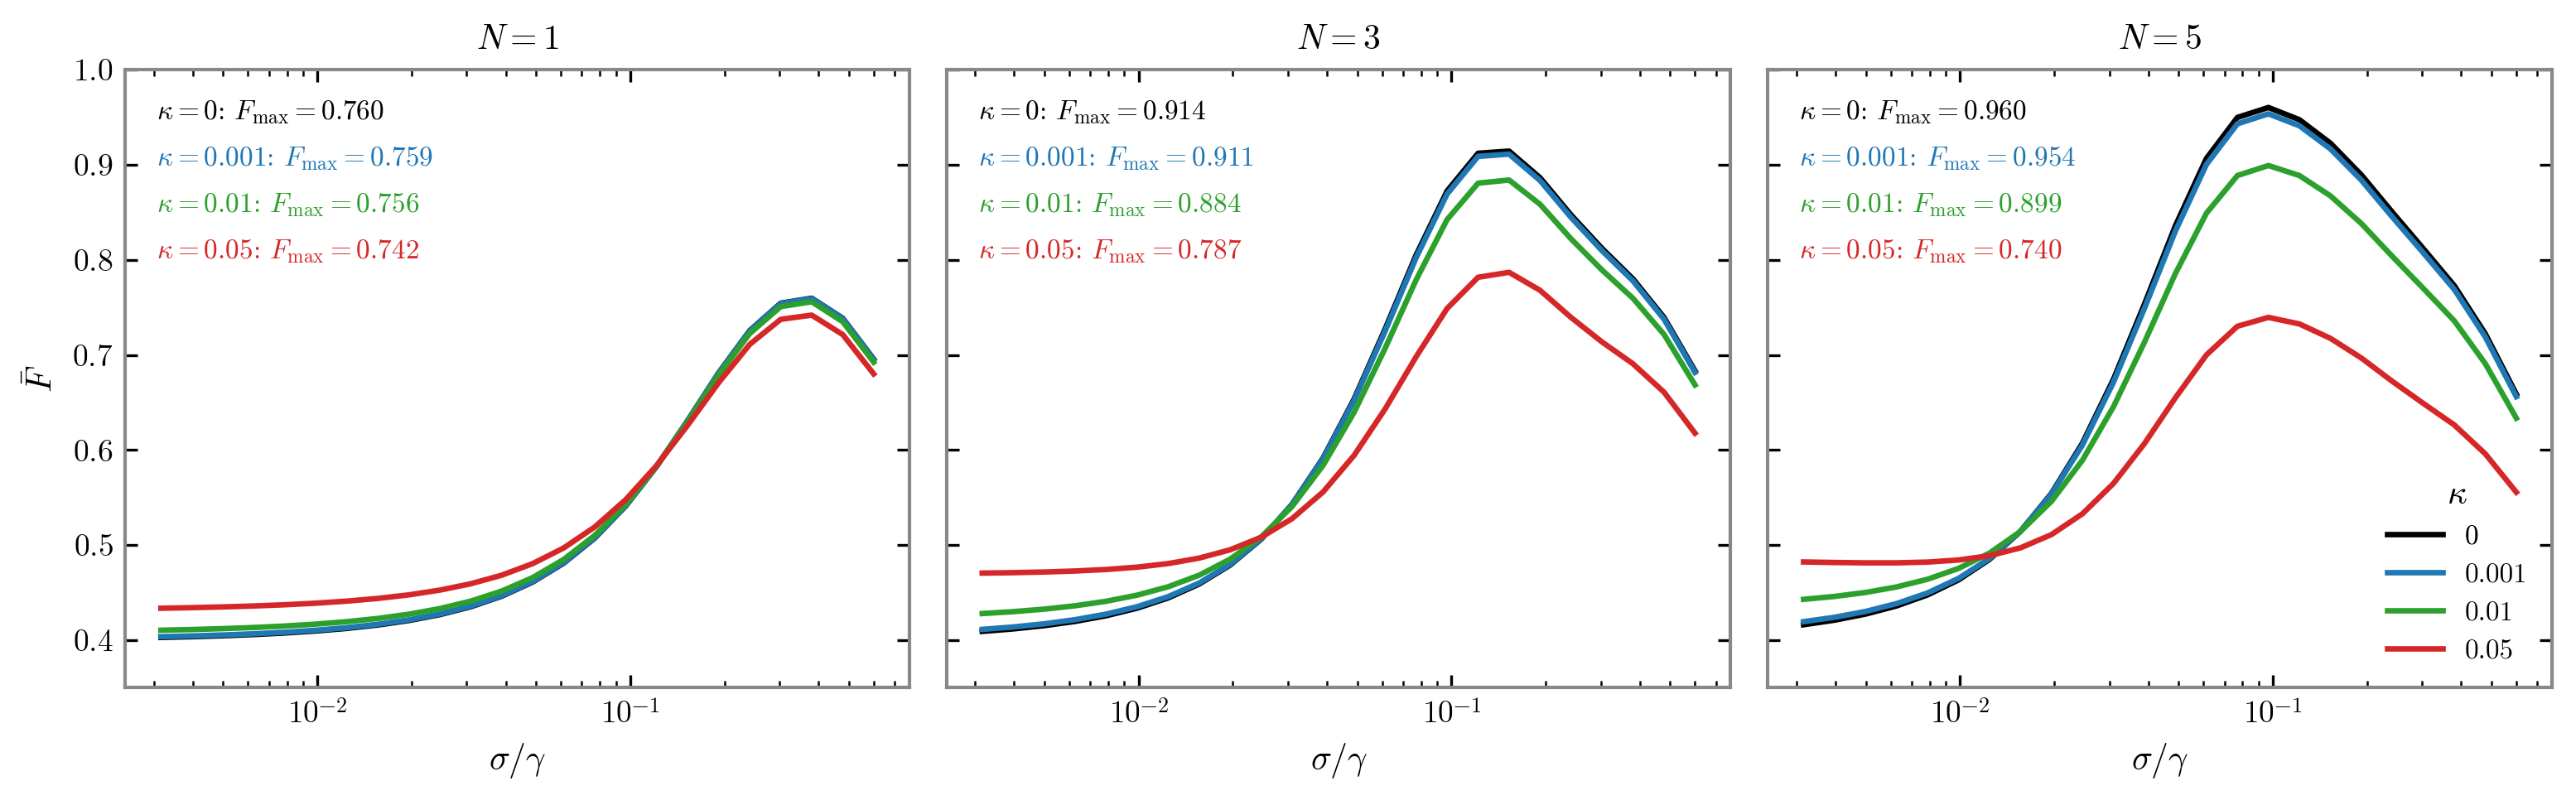 N = 1
N = 3
N = 5
κ = 0: F_max = 0.760
κ = 0.001: F_max = 0.759
κ = 0.01: F_max = 0.756
κ = 0.05: F_max = 0.742
κ = 0: F_max = 0.914
κ = 0.001: F_max = 0.911
κ = 0.01: F_max = 0.884
κ = 0.05: F_max = 0.787
κ = 0: F_max = 0.960
κ = 0.001: F_max = 0.954
κ = 0.01: F_max = 0.899
κ = 0.05: F_max = 0.740
1.0
0.9
0.8
0.7
0.6
0.5
0.4
F̄
κ
0
0.001
0.01
0.05
10⁻² 10⁻¹
10⁻² 10⁻¹
10⁻² 10⁻¹
σ/γ
σ/γ
σ/γ